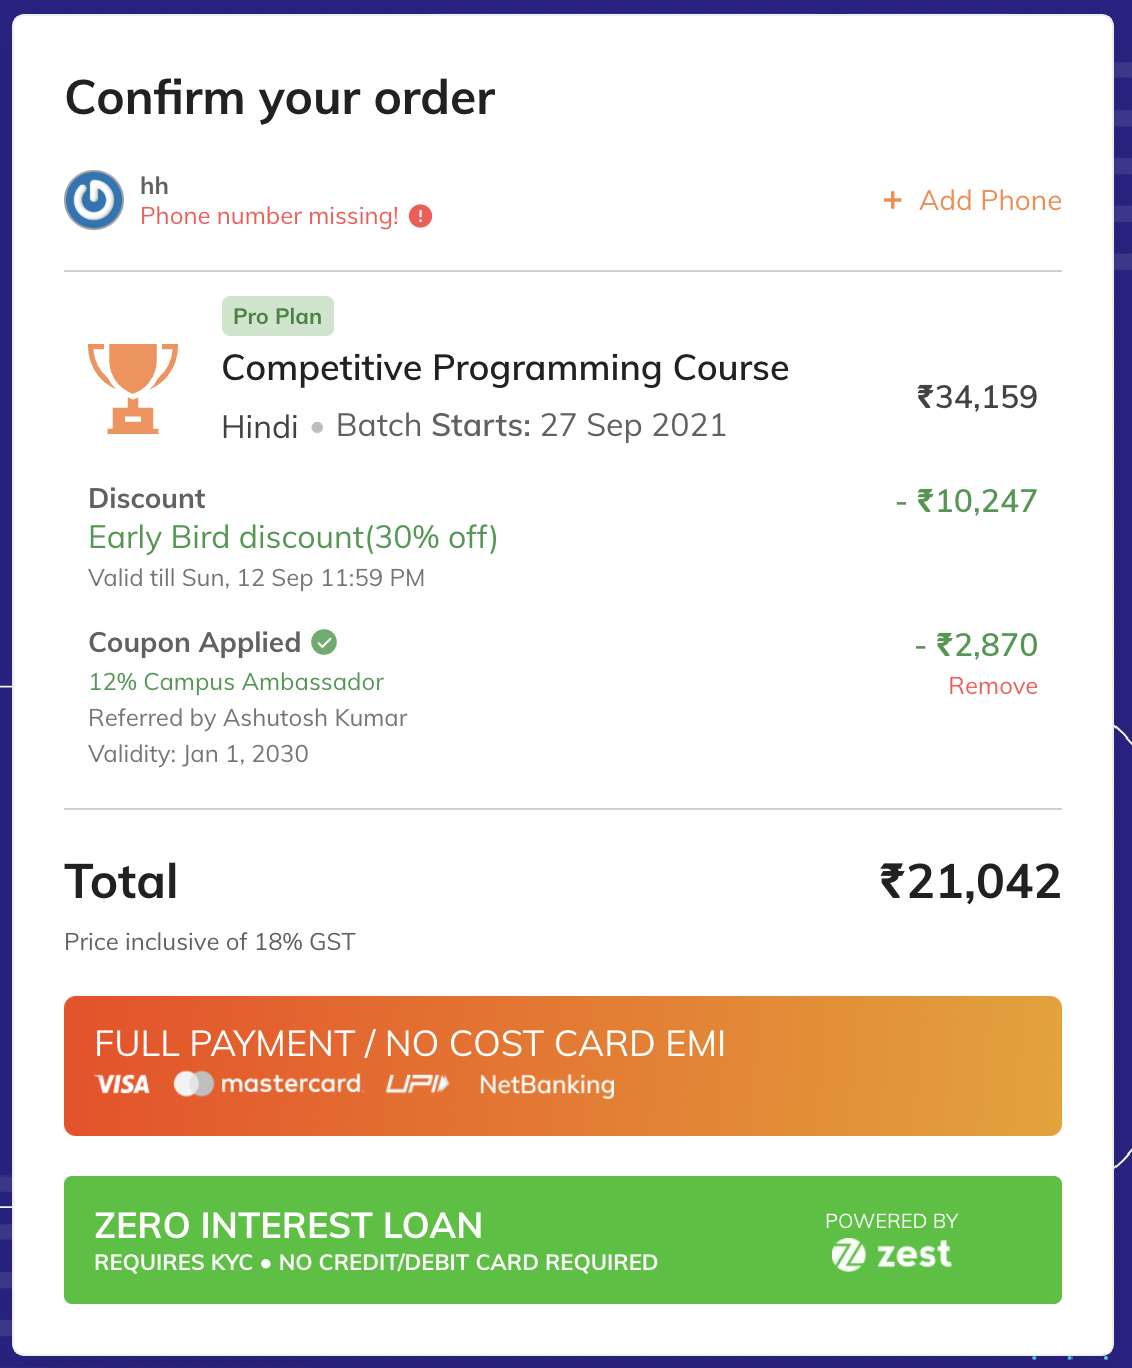 Confirm your order
hh
Phone number missing!
+ Add Phone
Pro Plan
Competitive Programming Course
₹34,159
Hindi • Batch Starts: 27 Sep 2021
Discount
- ₹10,247
Early Bird discount(30% off)
Valid till Sun, 12 Sep 11:59 PM
Coupon Applied
- ₹2,870
12% Campus Ambassador
Remove
Referred by Ashutosh Kumar
Validity: Jan 1, 2030
Total
₹21,042
Price inclusive of 18% GST
FULL PAYMENT / NO COST CARD EMI
VISA mastercard UPI NetBanking
ZERO INTEREST LOAN
POWERED BY
REQUIRES KYC • NO CREDIT/DEBIT CARD REQUIRED
zest